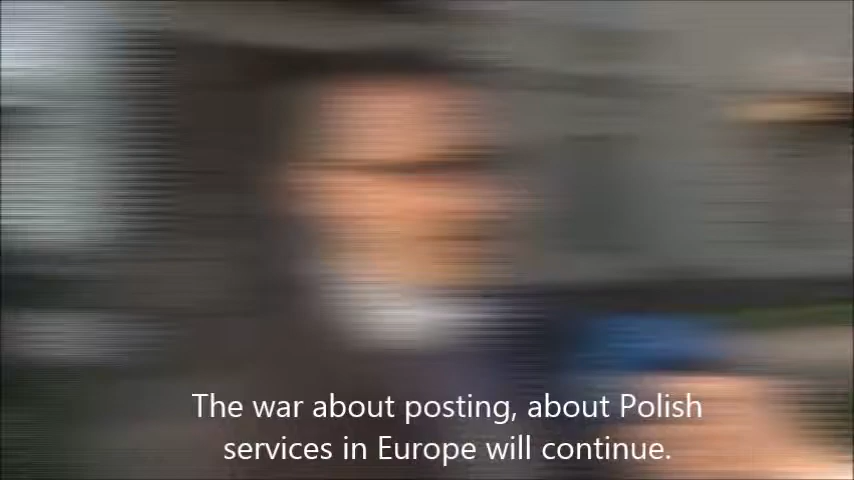 The war about posting, about Polish
services in Europe will continue.